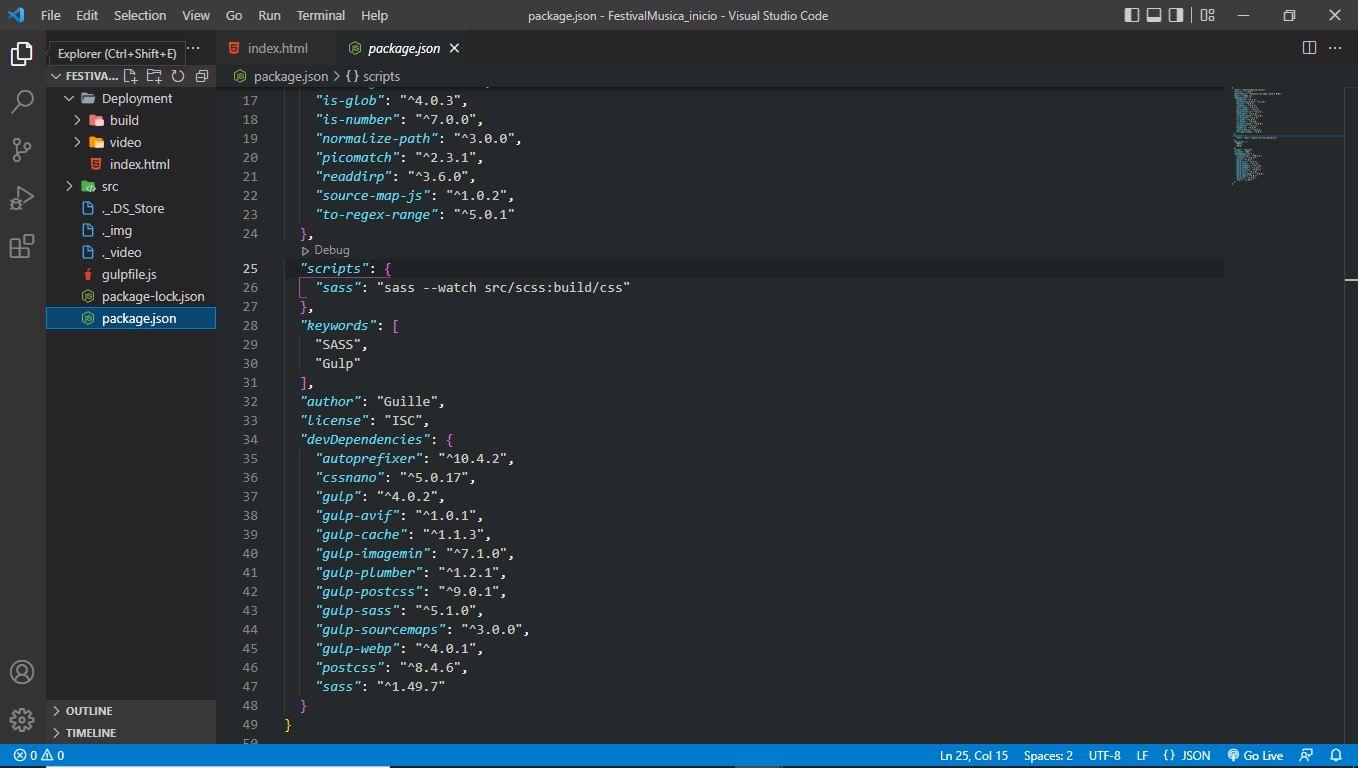 File Edit Selection View Go Run Terminal Help
package.json - FestivalMusica_inicio - Visual Studio Code
Explorer (Ctrl+Shift+E)
FESTIVA...
Deployment
build
video
index.html
src
._.DS_Store
._img
._video
gulpfile.js
package-lock.json
package.json
OUTLINE
TIMELINE
index.html
package.json
package.json > {} scripts
17 "is-glob": "^4.0.3",
18 "is-number": "^7.0.0",
19 "normalize-path": "^3.0.0",
20 "picomatch": "^2.3.1",
21 "readdirp": "^3.6.0",
22 "source-map-js": "^1.0.2",
23 "to-regex-range": "^5.0.1"
24 },
Debug
25 "scripts": {
26 "sass": "sass --watch src/scss:build/css"
27 },
28 "keywords": [
29 "SASS",
30 "Gulp"
31 ],
32 "author": "Guille",
33 "license": "ISC",
34 "devDependencies": {
35 "autoprefixer": "^10.4.2",
36 "cssnano": "^5.0.17",
37 "gulp": "^4.0.2",
38 "gulp-avif": "^1.0.1",
39 "gulp-cache": "^1.1.3",
40 "gulp-imagemin": "^7.1.0",
41 "gulp-plumber": "^1.2.1",
42 "gulp-postcss": "^9.0.1",
43 "gulp-sass": "^5.1.0",
44 "gulp-sourcemaps": "^3.0.0",
45 "gulp-webp": "^4.0.1",
46 "postcss": "^8.4.6",
47 "sass": "^1.49.7"
48 }
49 }
50
0 0
Ln 25, Col 15 Spaces: 2 UTF-8 LF {} JSON Go Live